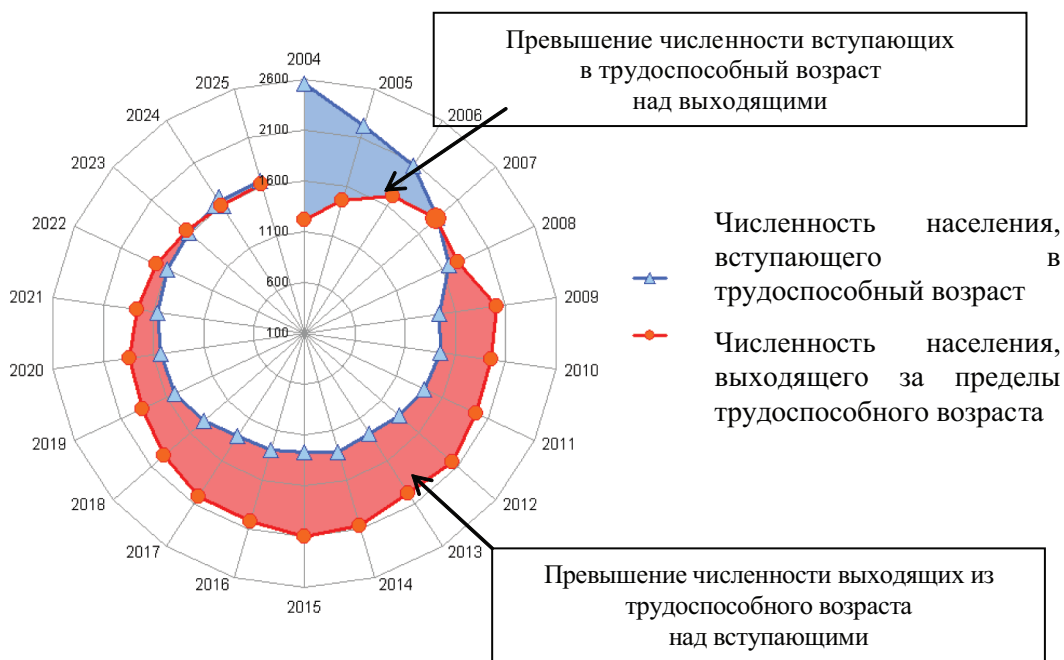 Превышение численности вступающих
в трудоспособный возраст
над выходящими
2004
2005
2006
2007
2008
2009
2010
2011
2012
2013
2014
2015
2016
2017
2018
2019
2020
2021
2022
2023
2024
2025
2600
2100
1600
1100
600
100
Численность населения,
вступающего в
трудоспособный возраст
Численность населения,
выходящего за пределы
трудоспособного возраста
Превышение численности выходящих из
трудоспособного возраста
над вступающими